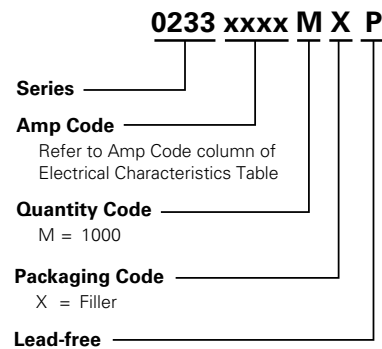 0233 xxxx M X P
Series
Amp Code
Refer to Amp Code column of
Electrical Characteristics Table
Quantity Code
M = 1000
Packaging Code
X = Filler
Lead-free